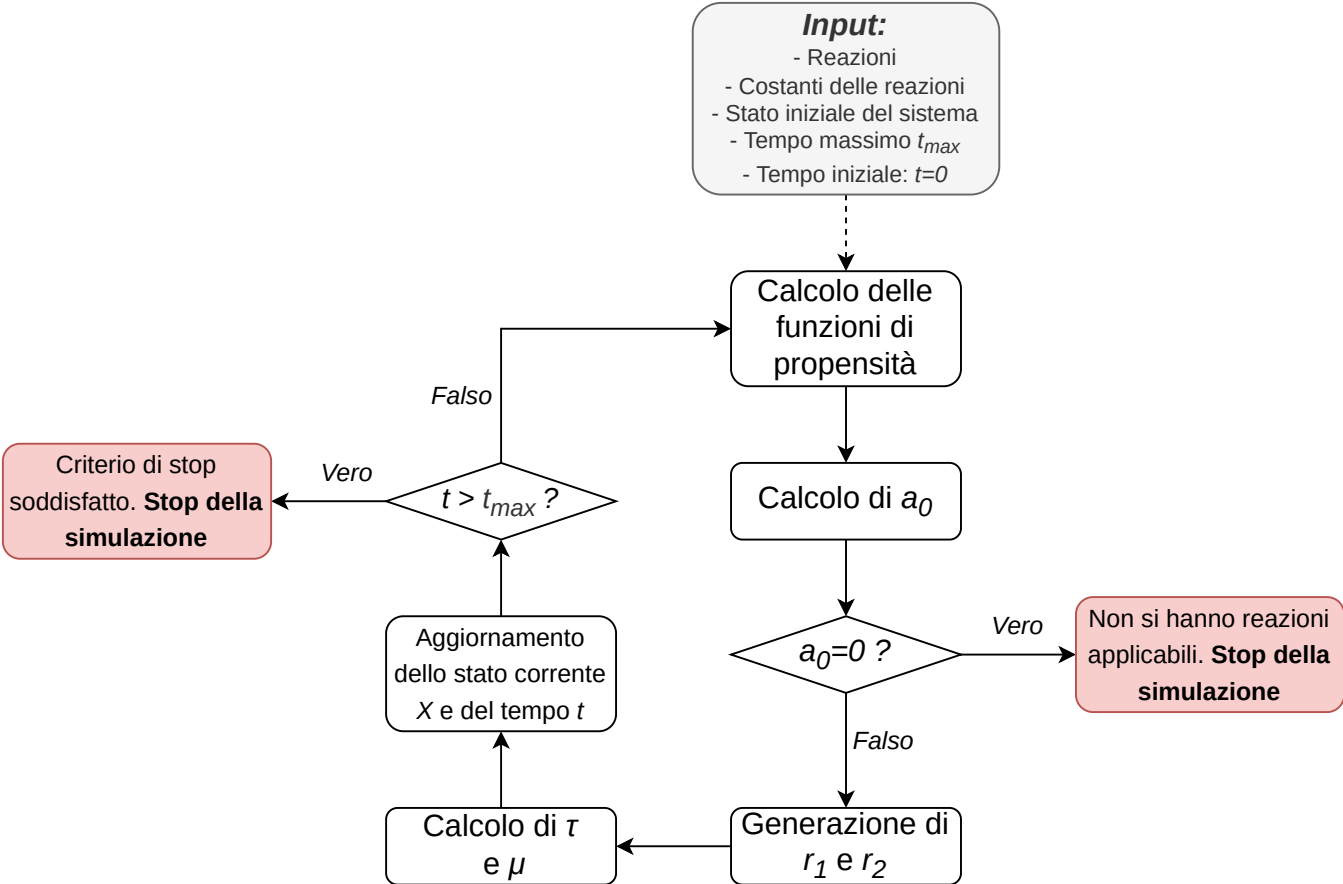 Input:
- Reazioni
- Costanti delle reazioni
- Stato iniziale del sistema
- Tempo massimo tmax
- Tempo iniziale: t=0
Calcolo delle
funzioni di
propensità
Calcolo di a0
a0=0 ?
Vero
Non si hanno reazioni
applicabili. Stop della
simulazione
Falso
Generazione di
r1 e r2
Calcolo di τ
e μ
Aggiornamento
dello stato corrente
X e del tempo t
t > tmax ?
Vero
Criterio di stop
soddisfatto. Stop della
simulazione
Falso